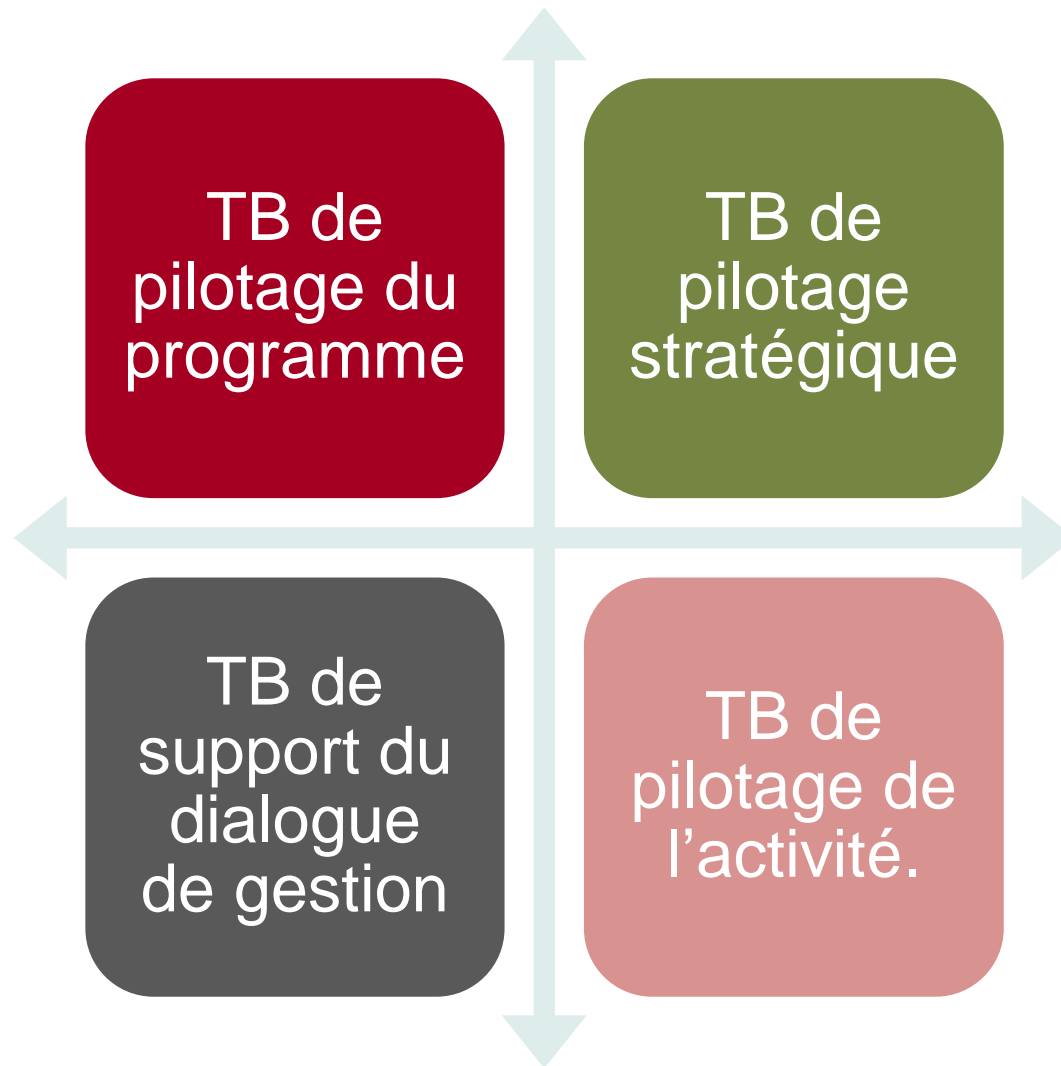 TB de
pilotage du
programme
TB de
pilotage
stratégique
TB de
support du
dialogue
de gestion
TB de
pilotage de
l’activité.